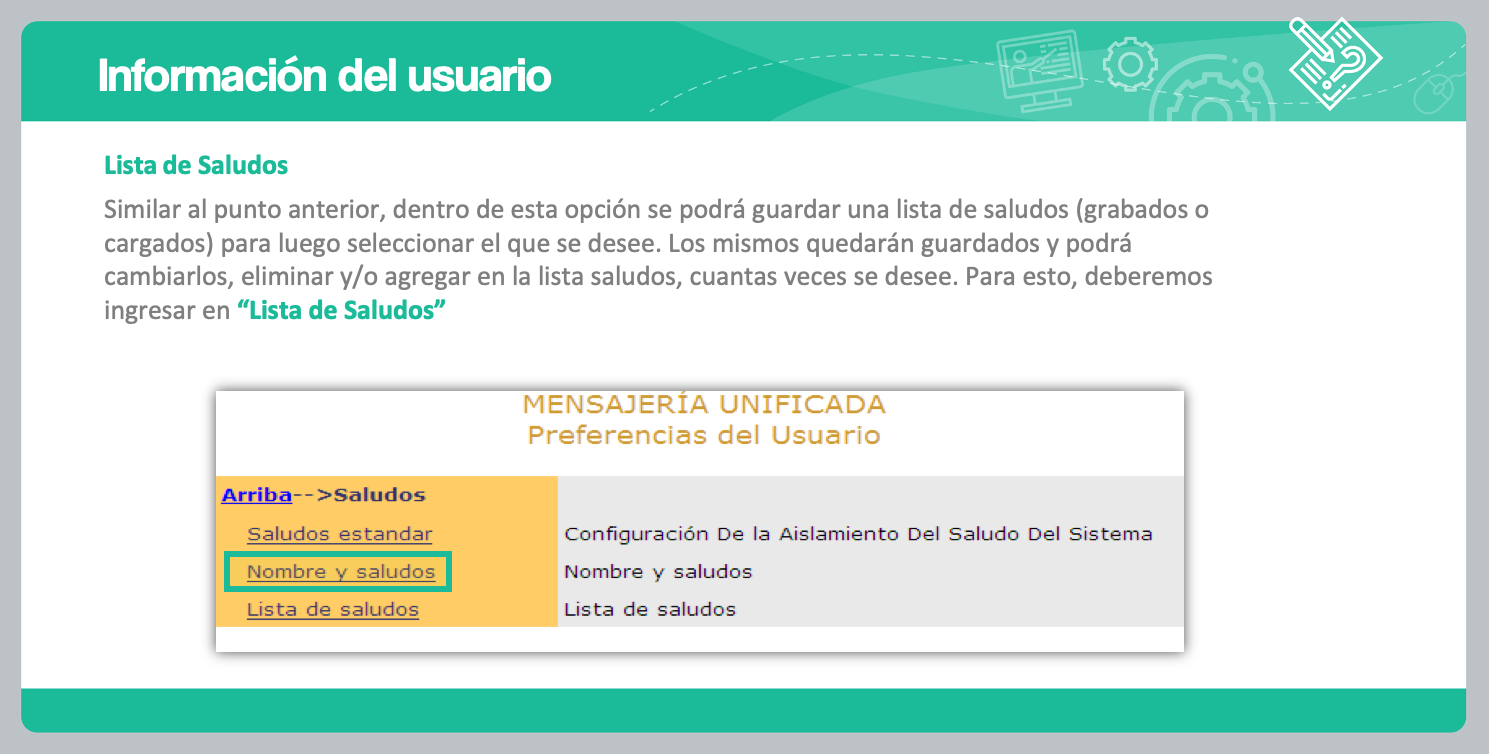 Información del usuario
Lista de Saludos
Similar al punto anterior, dentro de esta opción se podrá guardar una lista de saludos (grabados o
cargados) para luego seleccionar el que se desee. Los mismos quedarán guardados y podrá
cambiarlos, eliminar y/o agregar en la lista saludos, cuantas veces se desee. Para esto, deberemos
ingresar en “Lista de Saludos”
MENSAJERÍA UNIFICADA
Preferencias del Usuario
Arriba-->Saludos
Saludos estandar Configuración De la Aislamiento Del Saludo Del Sistema
Nombre y saludos Nombre y saludos
Lista de saludos Lista de saludos